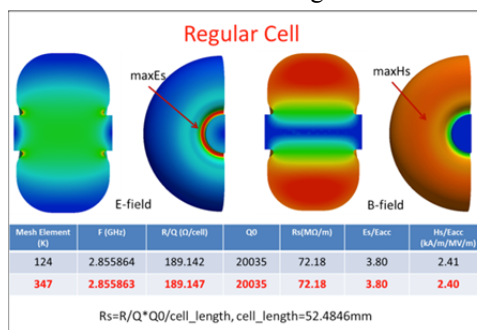 Regular Cell
maxEs
maxHs
E-field
B-field
Mesh Element (K) F (GHz) R/Q (Ω/cell) Q0 Rs(MΩ/m) Es/Eacc Hs/Eacc (kA/m/MV/m)
124 2.855864 189.142 20035 72.18 3.80 2.41
347 2.855863 189.147 20035 72.18 3.80 2.40
Rs=R/Q*Q0/cell_length, cell_length=52.4846mm